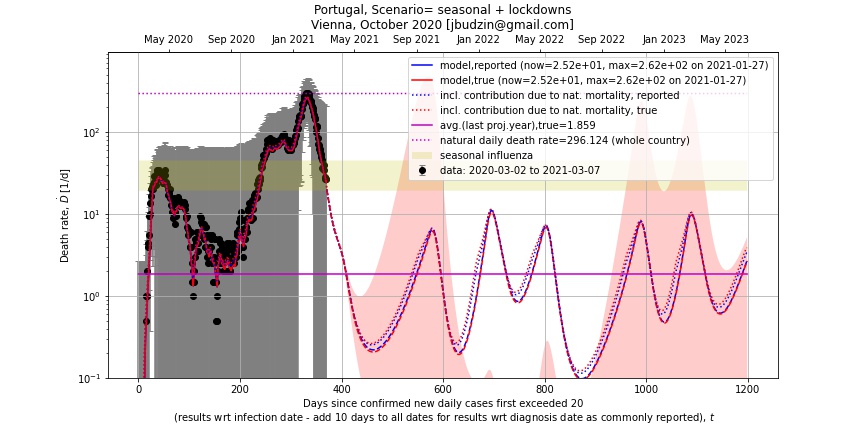 Portugal, Scenario= seasonal + lockdowns
Vienna, October 2020 [jbudzin@gmail.com]
May 2020 Sep 2020 Jan 2021 May 2021 Sep 2021 Jan 2022 May 2022 Sep 2022 Jan 2023 May 2023
model,reported (now=2.52e+01, max=2.62e+02 on 2021-01-27)
model,true (now=2.52e+01, max=2.62e+02 on 2021-01-27)
incl. contribution due to nat. mortality, reported
incl. contribution due to nat. mortality, true
avg.(last proj.year),true=1.859
natural daily death rate=296.124 (whole country)
seasonal influenza
data: 2020-03-02 to 2021-03-07
Death rate, Ḋ [1/d]
10²
10¹
10⁰
10⁻¹
0 200 400 600 800 1000 1200
Days since confirmed new daily cases first exceeded 20
(results wrt infection date - add 10 days to all dates for results wrt diagnosis date as commonly reported), t